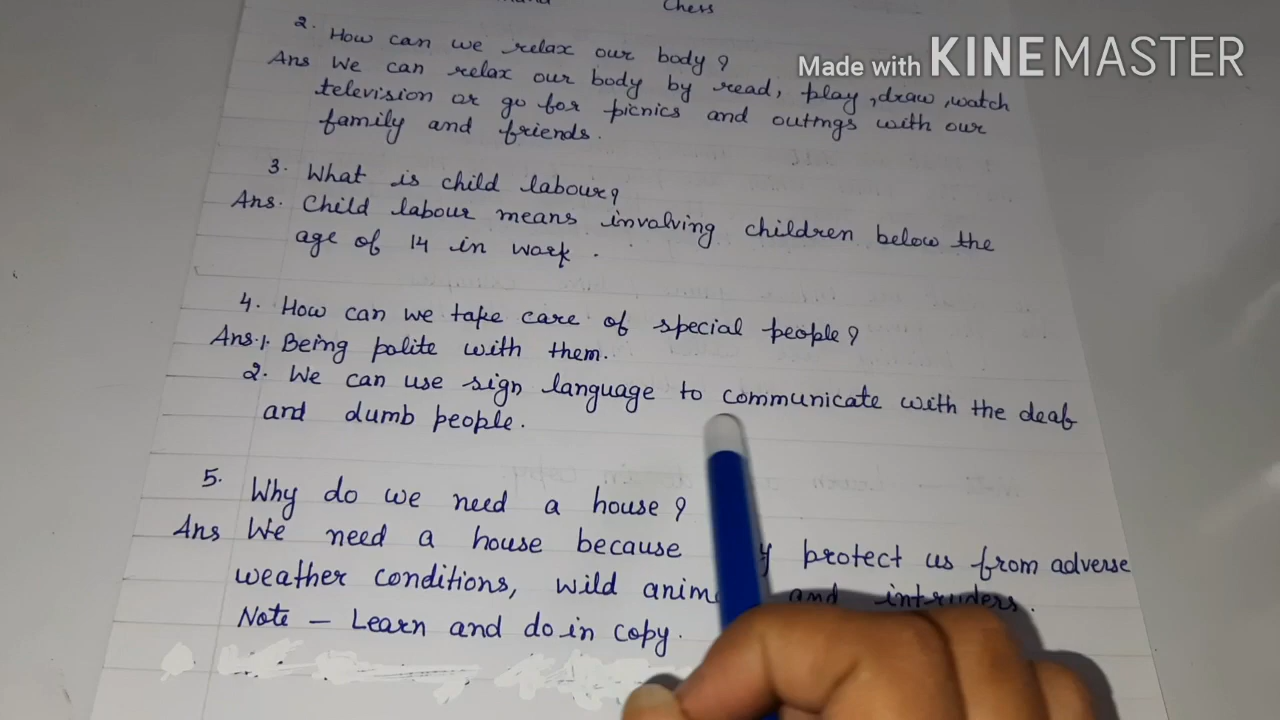 Chess
2. How can we relax our body ?
Made with KINEMASTER
Ans We can relax our body by read, play, draw, watch
television or go for picnics and outings with our
family and friends.
3. What is child labour?
Ans. Child labour means involving children below the
age of 14 in work.
4. How can we take care of special people?
Ans.1. Being polite with them.
2. We can use sign language to communicate with the deaf
and dumb people.
5. Why do we need a house ?
Ans We need a house because protect us from adverse
weather conditions, wild and intruders.
Note – Learn and do in copy.